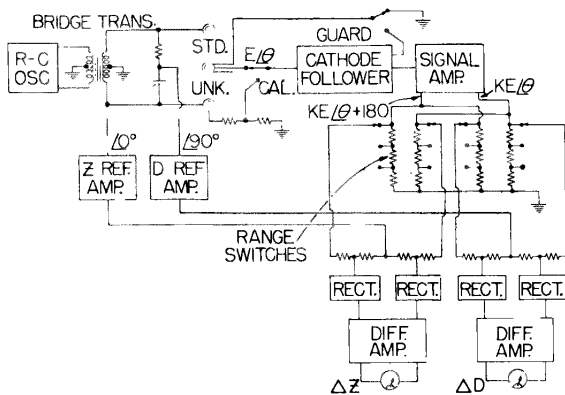 BRIDGE TRANS.
R-C
OSC
STD.
UNK.
E∠θ
CAL.
GUARD
CATHODE
FOLLOWER
SIGNAL
AMP.
KE∠θ
KE∠θ+180
∠0°
∠90°
Z REF.
AMP.
D REF.
AMP.
RANGE
SWITCHES
RECT.
RECT.
RECT.
RECT.
DIFF.
AMP.
DIFF.
AMP.
ΔZ
ΔD